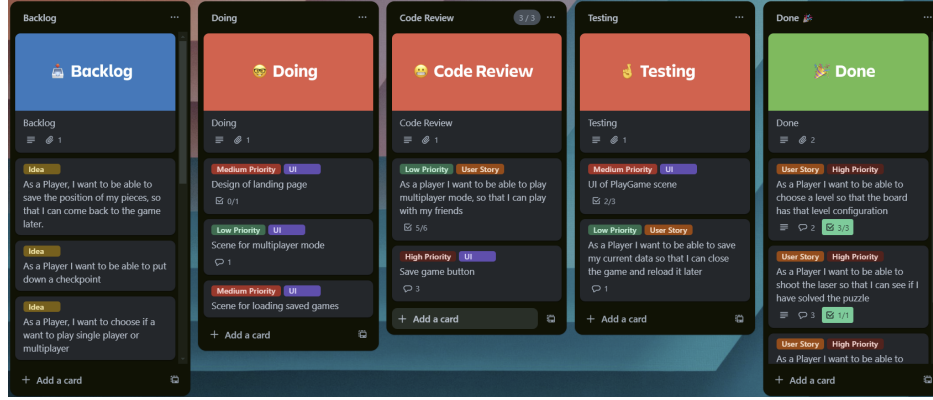 Backlog
Backlog
Backlog
1
Idea
As a Player, I want to be able to
save the position of my pieces, so
that I can come back to the game
later.
Idea
As a Player I want to be able to put
down a checkpoint
Idea
As a Player, I want to choose if a
want to play single player or
multiplayer
+ Add a card
Doing
Doing
Doing
1
Medium Priority UI
Design of landing page
0/1
Low Priority UI
Scene for multiplayer mode
1
Medium Priority UI
Scene for loading saved games
+ Add a card
Code Review 3/3
Code Review
Code Review
1
Low Priority User Story
As a player I want to be able to play
multiplayer mode, so that I can play
with my friends
5/6
High Priority UI
Save game button
3
+ Add a card
Testing
Testing
Testing
1
Medium Priority UI
UI of PlayGame scene
2/3
Low Priority User Story
As a Player I want to be able to save
my current data so that I can close
the game and reload it later
1
+ Add a card
Done 🎉
Done
Done
2
User Story High Priority
As a Player I want to be able to
choose a level so that the board
has that level configuration
2 3/3
User Story High Priority
As a Player I want to be able to
shoot the laser so that I can see if I
have solved the puzzle
3 1/1
User Story High Priority
As a Player I want to be able to
+ Add a card